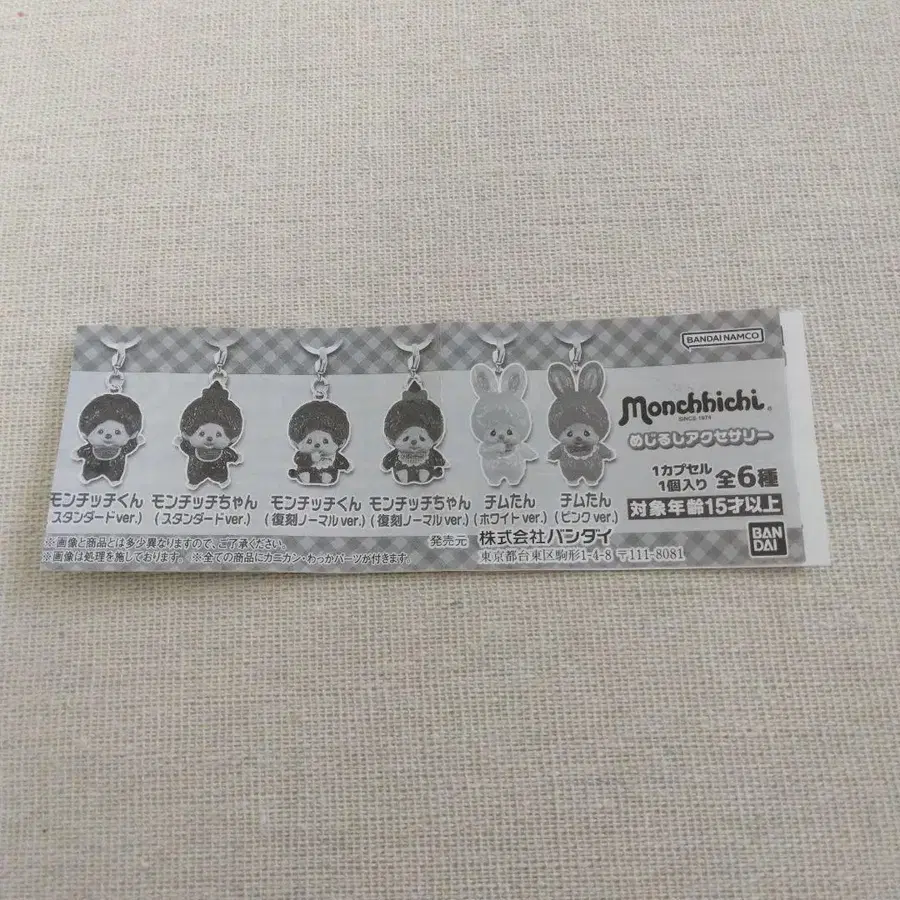 BANDAI NAMCO
Monchhichi®
SINCE 1974
めじるしアクセサリー
1カプセル
1個入り 全6種
対象年齢15才以上
モンチッチくん
スタンダードver.)
モンチッチちゃん
(スタンダードver.)
モンチッチくん
(復刻ノーマルver.)
モンチッチちゃん
(復刻ノーマルver.)
チムたん
(ホワイトver.)
チムたん
(ピンクver.)
※画像と商品とは多少異なりますので、ご了承ください。
※画像は処理を施しております。 ※全ての商品にカニカン・わっかパーツが付きます。
発売元 株式会社バンダイ
東京都台東区駒形1-4-8 〒111-8081
BAN
DAI